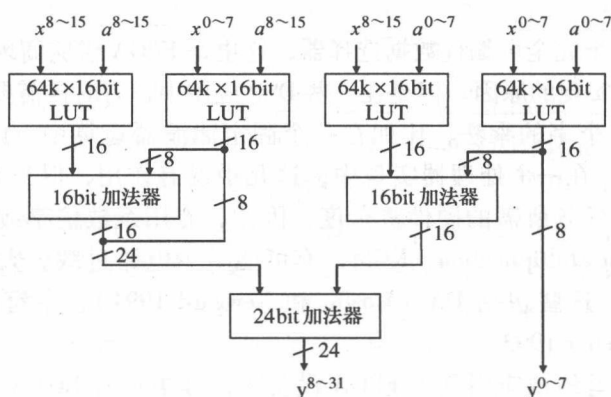 x^{8~15} a^{8~15} x^{0~7} a^{8~15} x^{8~15} a^{0~7} x^{0~7} a^{0~7}
64k×16bit LUT
64k×16bit LUT
64k×16bit LUT
64k×16bit LUT
16 8 16 16 8 16
16bit 加法器
8
16bit 加法器
8
16
24
16
24bit 加法器
24
y^{8~31} y^{0~7}